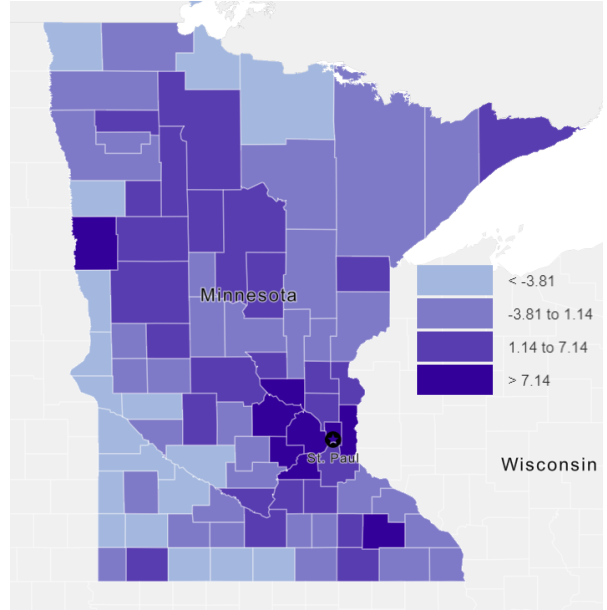 Minnesota
< -3.81
-3.81 to 1.14
1.14 to 7.14
> 7.14
St. Paul
Wisconsin